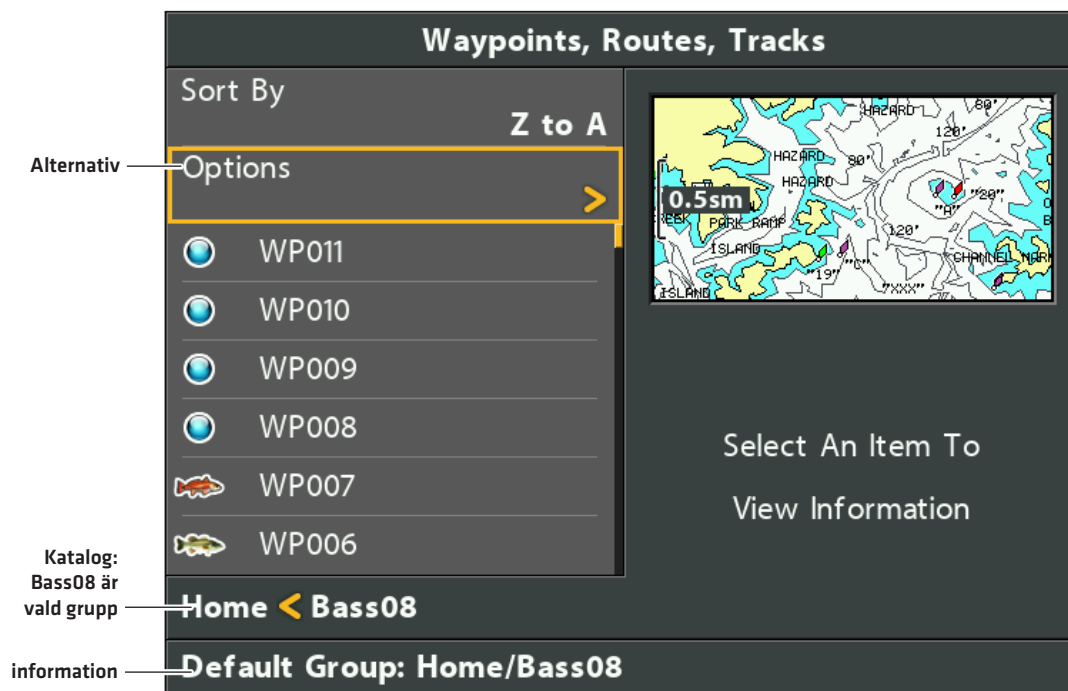 Waypoints, Routes, Tracks
Sort By
Z to A
Alternativ
Options
>
WP011
WP010
WP009
WP008
WP007
WP006
HAZARD
80'
120'
HAZARD
80'
HAZARD
0.5sm
"20"
"A"
PARK RAMP
120'
ISLAND
CHANNEL MARK
"C"
"19"
"XXX"
ISLAND
Select An Item To
View Information
Katalog:
Bass08 är
vald grupp
Home < Bass08
information
Default Group: Home/Bass08